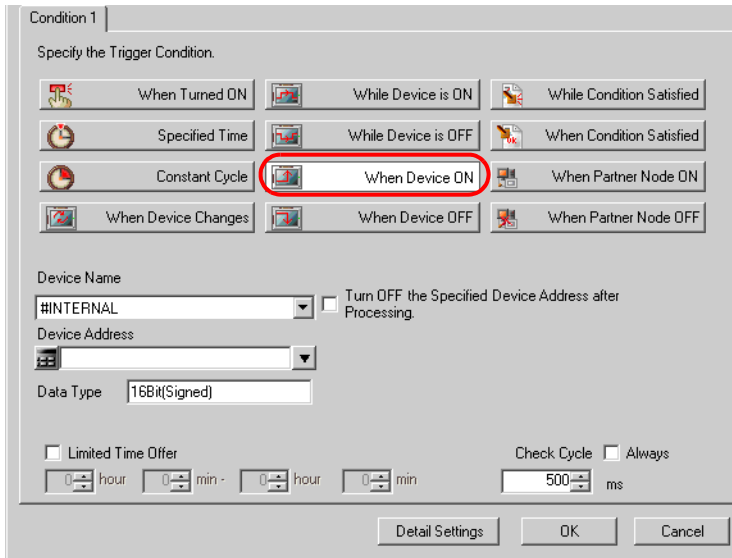 Condition 1
Specify the Trigger Condition.
When Turned ON
While Device is ON
While Condition Satisfied
Specified Time
While Device is OFF
When Condition Satisfied
Constant Cycle
When Device ON
When Partner Node ON
When Device Changes
When Device OFF
When Partner Node OFF
Device Name
#INTERNAL
Turn OFF the Specified Device Address after
Processing.
Device Address
Data Type 16Bit(Signed)
Limited Time Offer
Check Cycle Always
0 hour 0 min - 0 hour 0 min
500 ms
Detail Settings OK Cancel